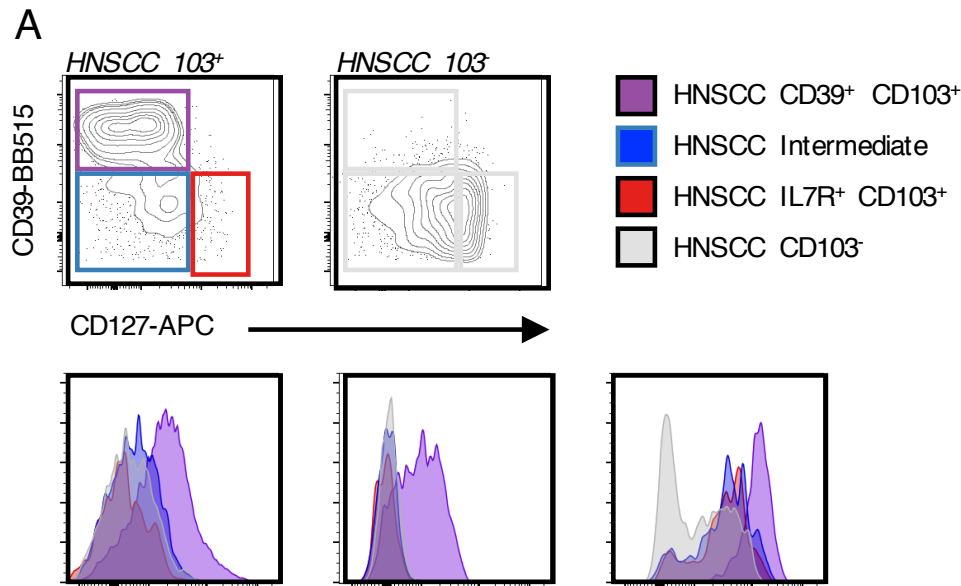 A
HNSCC 103⁺
HNSCC 103⁻
CD39-BB515
CD127-APC
HNSCC CD39⁺ CD103⁺
HNSCC Intermediate
HNSCC IL7R⁺ CD103⁺
HNSCC CD103⁻